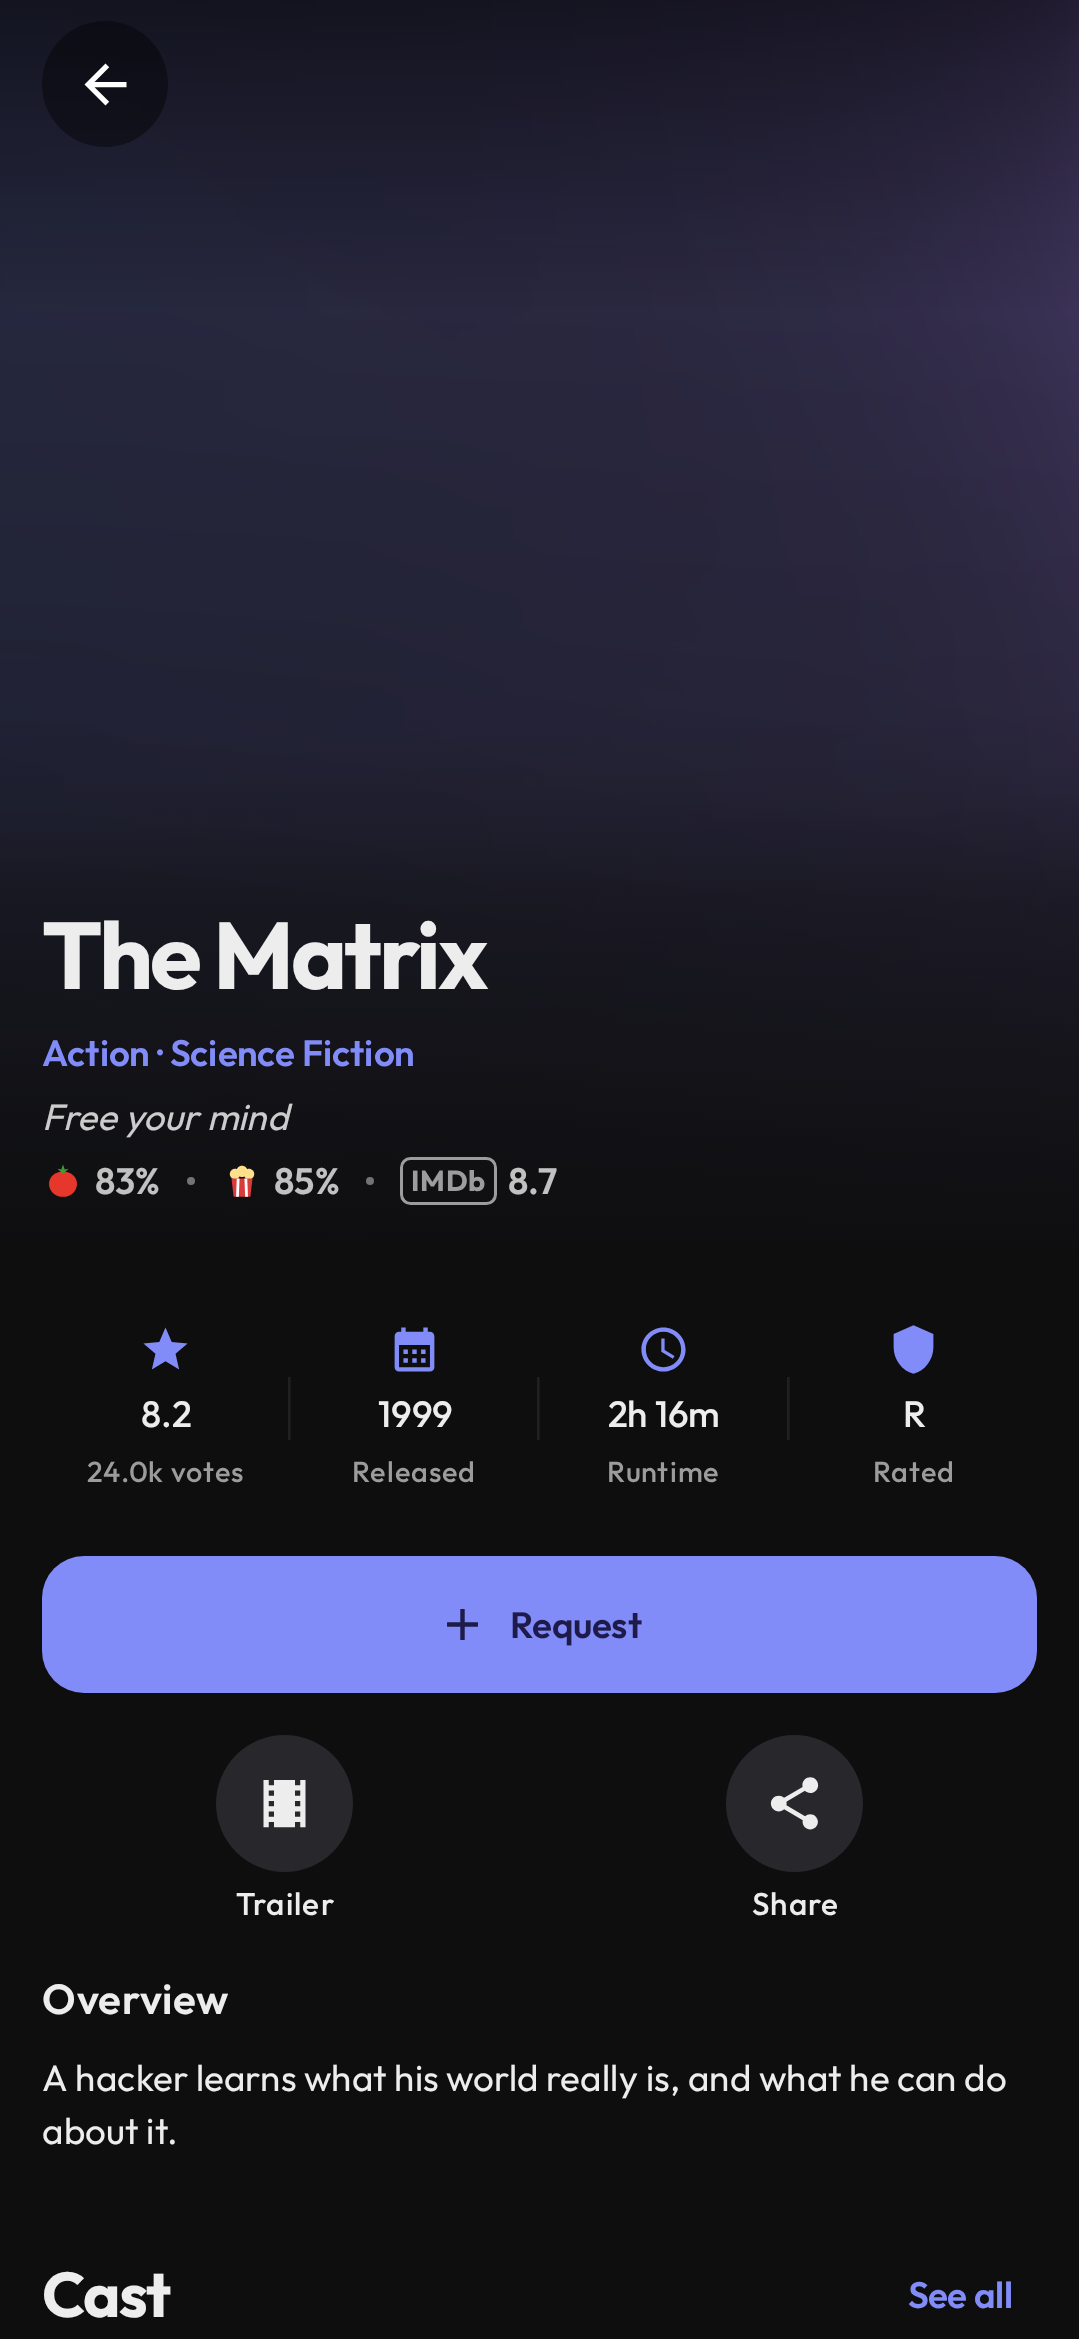 The Matrix
Action · Science Fiction
Free your mind
83% • 85% • IMDb 8.7
8.2 1999 2h 16m R
24.0k votes Released Runtime Rated
+ Request
Trailer Share
Overview
A hacker learns what his world really is, and what he can do
about it.
Cast See all